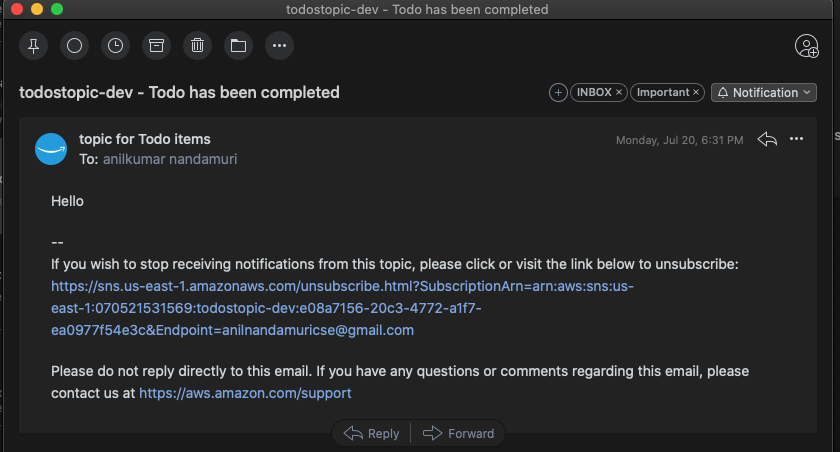 todostopic-dev - Todo has been completed
todostopic-dev - Todo has been completed
INBOX ×
Important ×
Notification
topic for Todo items
Monday, Jul 20, 6:31 PM
To: anilkumar nandamuri
Hello
--
If you wish to stop receiving notifications from this topic, please click or visit the link below to unsubscribe:
https://sns.us-east-1.amazonaws.com/unsubscribe.html?SubscriptionArn=arn:aws:sns:us-
east-1:070521531569:todostopic-dev:e08a7156-20c3-4772-a1f7-
ea0977f54e3c&Endpoint=anilnandamuricse@gmail.com
Please do not reply directly to this email. If you have any questions or comments regarding this email, please
contact us at https://aws.amazon.com/support
Reply
Forward